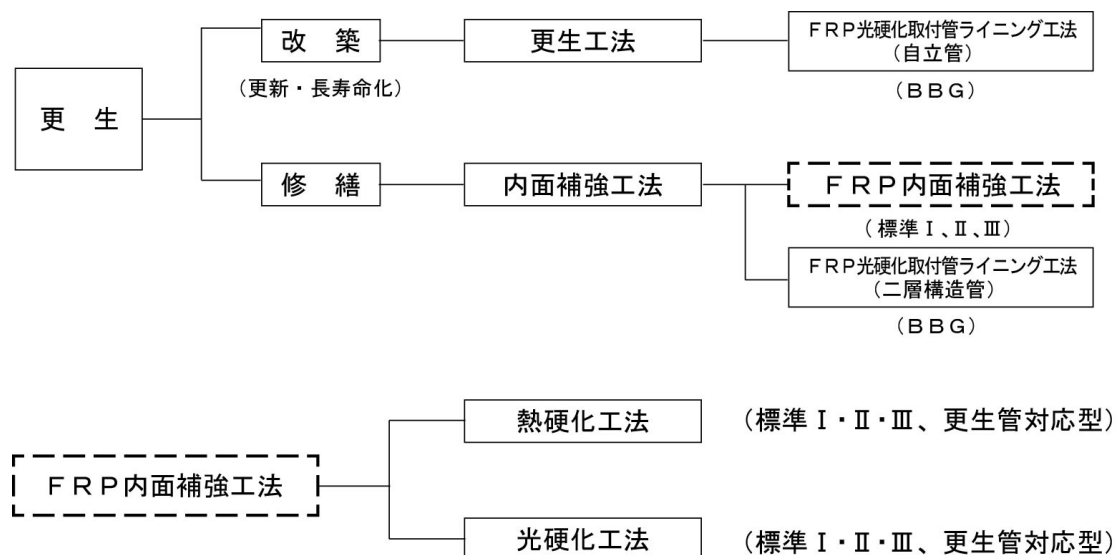 更　生
改　築
（更新・長寿命化）
更生工法
ＦＲＰ光硬化取付管ライニング工法
（自立管）
（ＢＢＧ）
修　繕
内面補強工法
ＦＲＰ内面補強工法
（標準Ⅰ、Ⅱ、Ⅲ）
ＦＲＰ光硬化取付管ライニング工法
（二層構造管）
（ＢＢＧ）
ＦＲＰ内面補強工法
熱硬化工法
（標準Ⅰ・Ⅱ・Ⅲ、更生管対応型）
光硬化工法
（標準Ⅰ・Ⅱ・Ⅲ、更生管対応型）